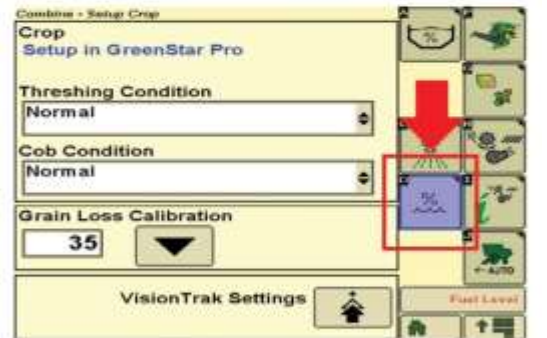 Combine - Setup Crop
Crop
Setup in GreenStar Pro
Threshing Condition
Normal
Cob Condition
Normal
Grain Loss Calibration
35
VisionTrak Settings
%
%
AUTO
Fuel Level